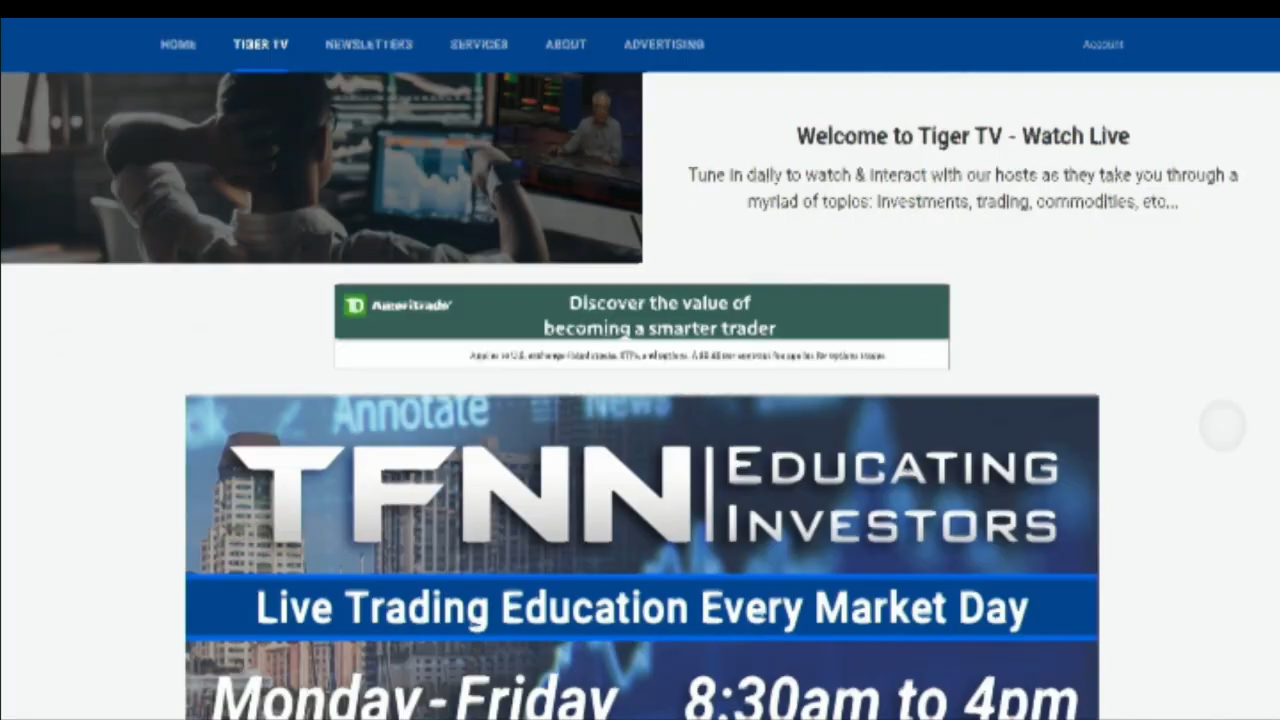 HOME TIGER TV NEWSLETTERS SERVICES ABOUT ADVERTISING Account
Welcome to Tiger TV - Watch Live
Tune in daily to watch & interact with our hosts as they take you through a
myriad of topics: investments, trading, commodities, etc...
TD Ameritrade
Discover the value of
becoming a smarter trader
Annotate News
TFNN EDUCATING
INVESTORS
Live Trading Education Every Market Day
Monday - Friday 8:30am to 4pm